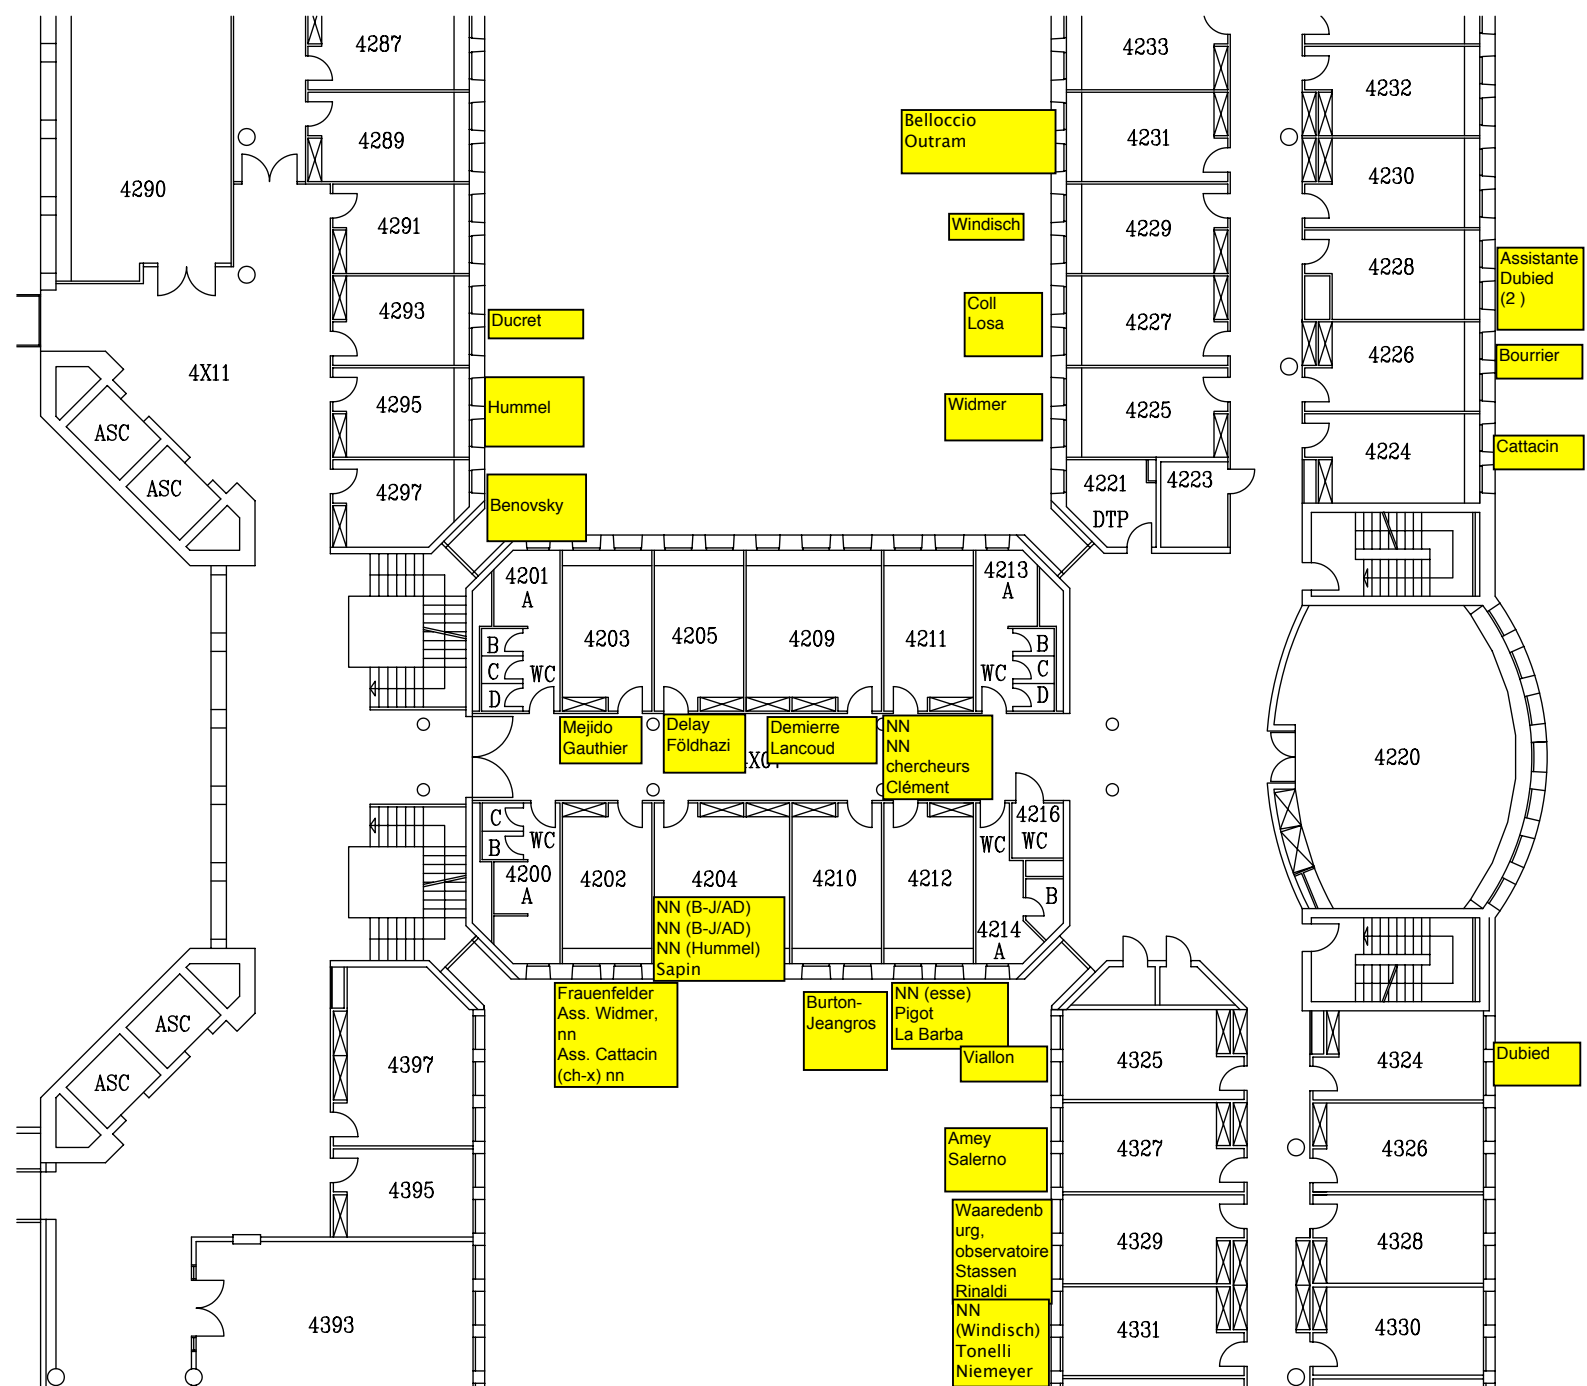 4287
4233
4232
4289
Belloccio
Outram
4231
4290
4230
4291
Windisch
4229
4228
Assistante
Dubied
(2 )
4293
Ducret
Coll
Losa
4227
4226
Bourrier
4X11
4295
Hummel
Widmer
4225
4224
Cattacin
ASC
ASC
4297
Benovsky
4221
DTP
4223
4201
A
B
C
D
WC
4203
4205
4209
4211
4213
A
WC
B
C
D
Mejido
Gauthier
Delay
Földhazi
Demierre
Lancoud
NN
NN
chercheurs
Clément
4220
C
B
WC
4200
A
4202
4204
4210
4212
WC
4216
WC
B
4214
A
NN (B-J/AD)
NN (B-J/AD)
NN (Hummel)
Sapin
Frauenfelder
Ass. Widmer,
nn
Ass. Cattacin
(ch-x) nn
Burton-
Jeangros
NN (esse)
Pigot
La Barba
Viallon
ASC
ASC
4397
4325
4324
Dubied
Amey
Salerno
4327
4326
4395
Waaredenb
urg,
observatoire
Stassen
Rinaldi
4329
4328
4393
NN
(Windisch)
Tonelli
Niemeyer
4331
4330